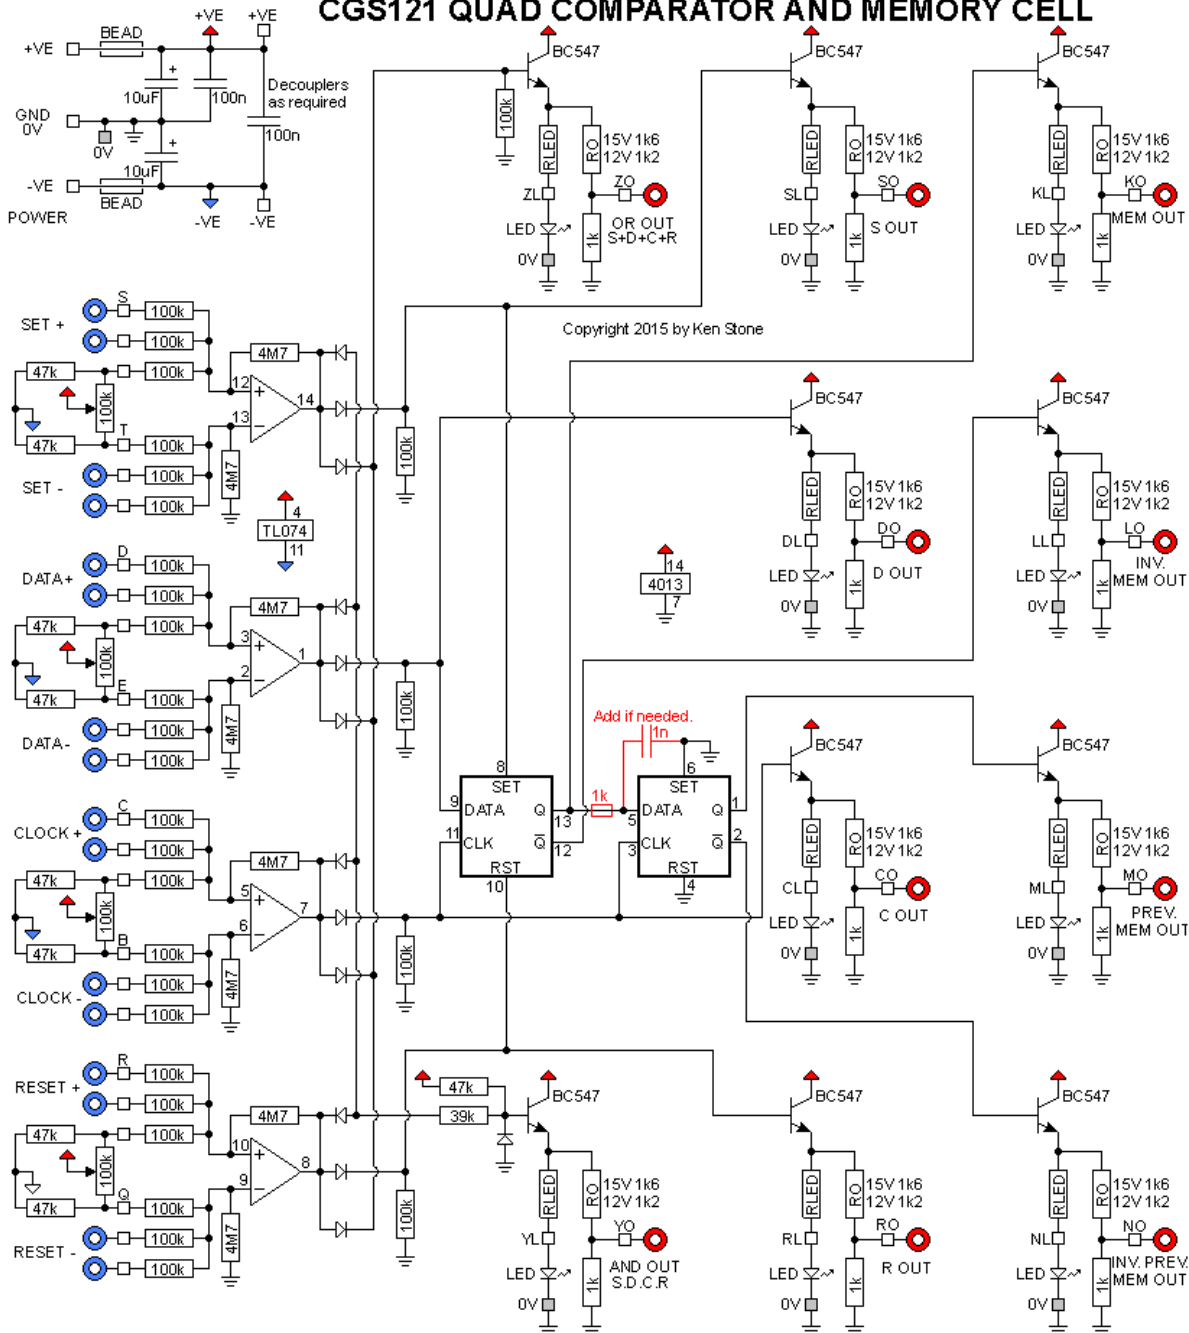 CGS121 QUAD COMPARATOR AND MEMORY CELL
+VE
+VE
BEAD
+VE
+
10uF
100n
Decouplers
as required
GND
0V
0V
100n
+
10uF
-VE
BEAD
-VE
-VE
POWER
BC547
100k
RLED
RO
15V 1k6
12V 1k2
ZL
ZO
LED
1k
OR OUT
S+D+C+R
0V
BC547
RLED
RO
15V 1k6
12V 1k2
SL
SO
LED
1k
S OUT
0V
BC547
RLED
RO
15V 1k6
12V 1k2
KL
KO
MEM OUT
LED
1k
0V
Copyright 2015 by Ken Stone
SET +
S
100k
100k
47k
100k
100k
47k
T
100k
SET -
100k
100k
4M7
12
+
13
-
14
4M7
100k
4
TL074
11
BC547
RLED
RO
15V 1k6
12V 1k2
DL
DO
LED
1k
D OUT
0V
BC547
RLED
RO
15V 1k6
12V 1k2
LL
LO
LED
1k
INV.
MEM OUT
0V
14
4013
7
DATA+
D
100k
100k
47k
100k
100k
47k
E
100k
DATA-
100k
100k
4M7
3
+
2
-
1
4M7
100k
Add if needed.
1n
8
SET
9
DATA
Q
13
11
CLK
Q
12
RST
10
1k
6
SET
5
DATA
Q
1
3
CLK
Q
2
RST
4
BC547
RLED
RO
15V 1k6
12V 1k2
CL
CO
LED
1k
C OUT
0V
BC547
RLED
RO
15V 1k6
12V 1k2
ML
MO
LED
1k
PREV.
MEM OUT
0V
CLOCK +
C
100k
100k
47k
100k
100k
47k
B
100k
CLOCK -
100k
100k
4M7
5
+
6
-
7
4M7
100k
RESET +
R
100k
100k
47k
100k
100k
47k
Q
100k
RESET -
100k
100k
4M7
10
+
9
-
8
4M7
100k
47k
39k
BC547
RLED
RO
15V 1k6
12V 1k2
YL
YO
LED
1k
AND OUT
S.D.C.R
0V
BC547
RLED
RO
15V 1k6
12V 1k2
RL
RO
LED
1k
R OUT
0V
BC547
RLED
RO
15V 1k6
12V 1k2
NL
NO
LED
1k
INV. PREV.
MEM OUT
0V